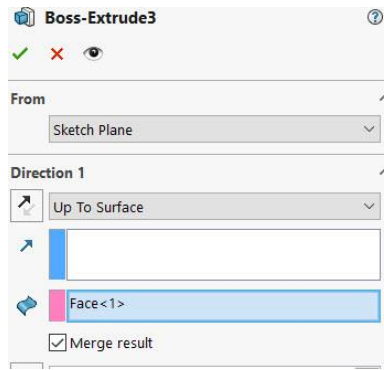 Boss-Extrude3
From
Sketch Plane
Direction 1
Up To Surface
Face<1>
Merge result